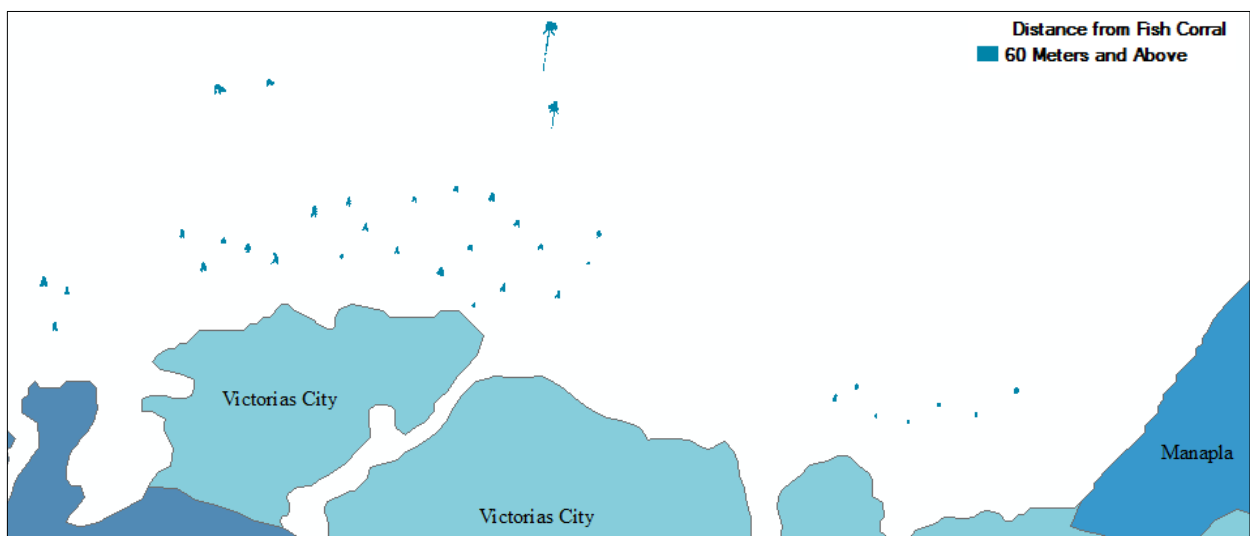 Distance from Fish Corral
60 Meters and Above
Victorias City
Manapla
Victorias City